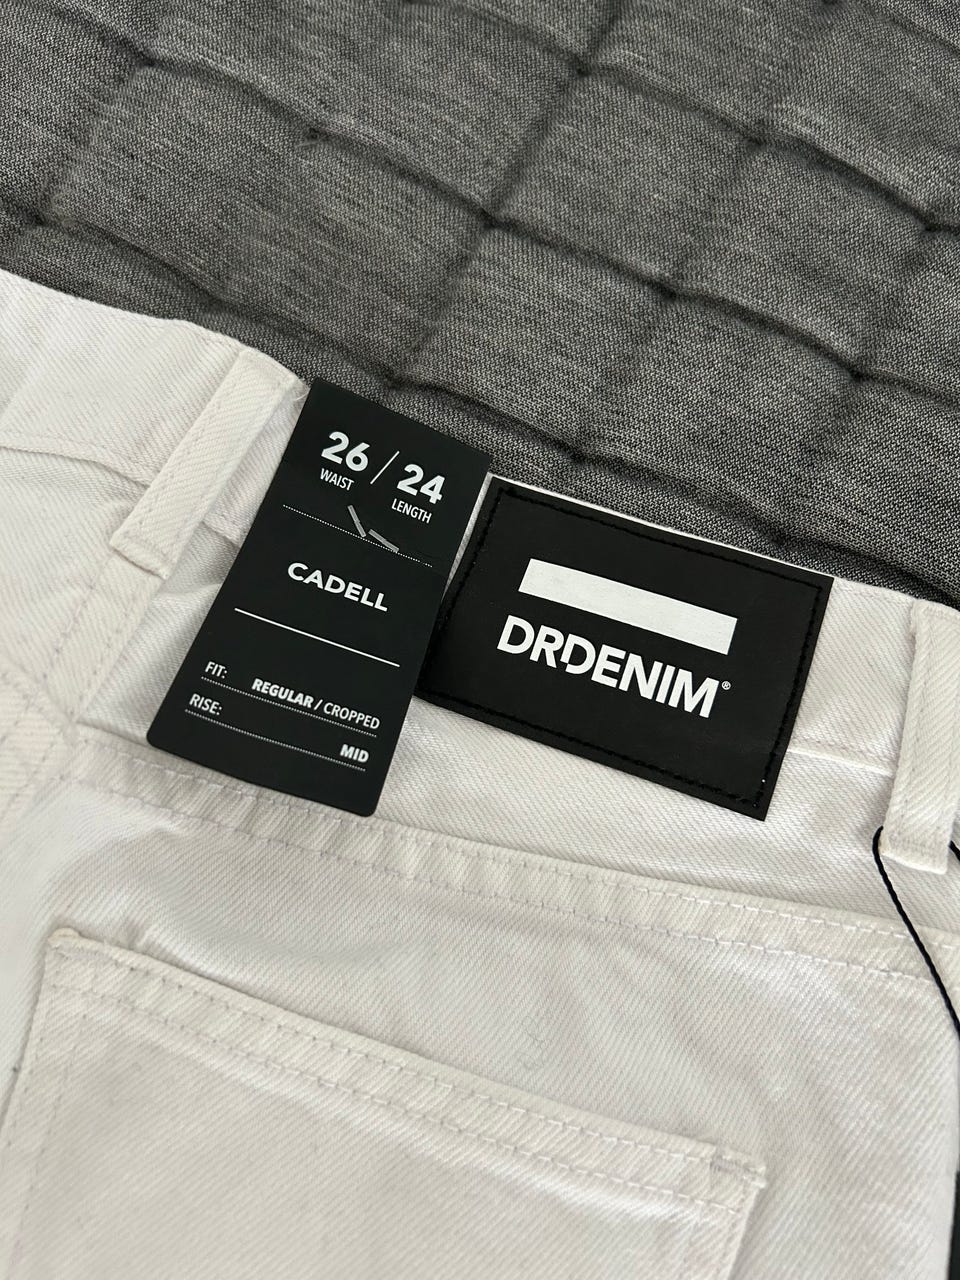 26 / 24
WAIST LENGTH
CADELL
FIT: REGULAR / CROPPED
RISE: MID
DRDENIM®